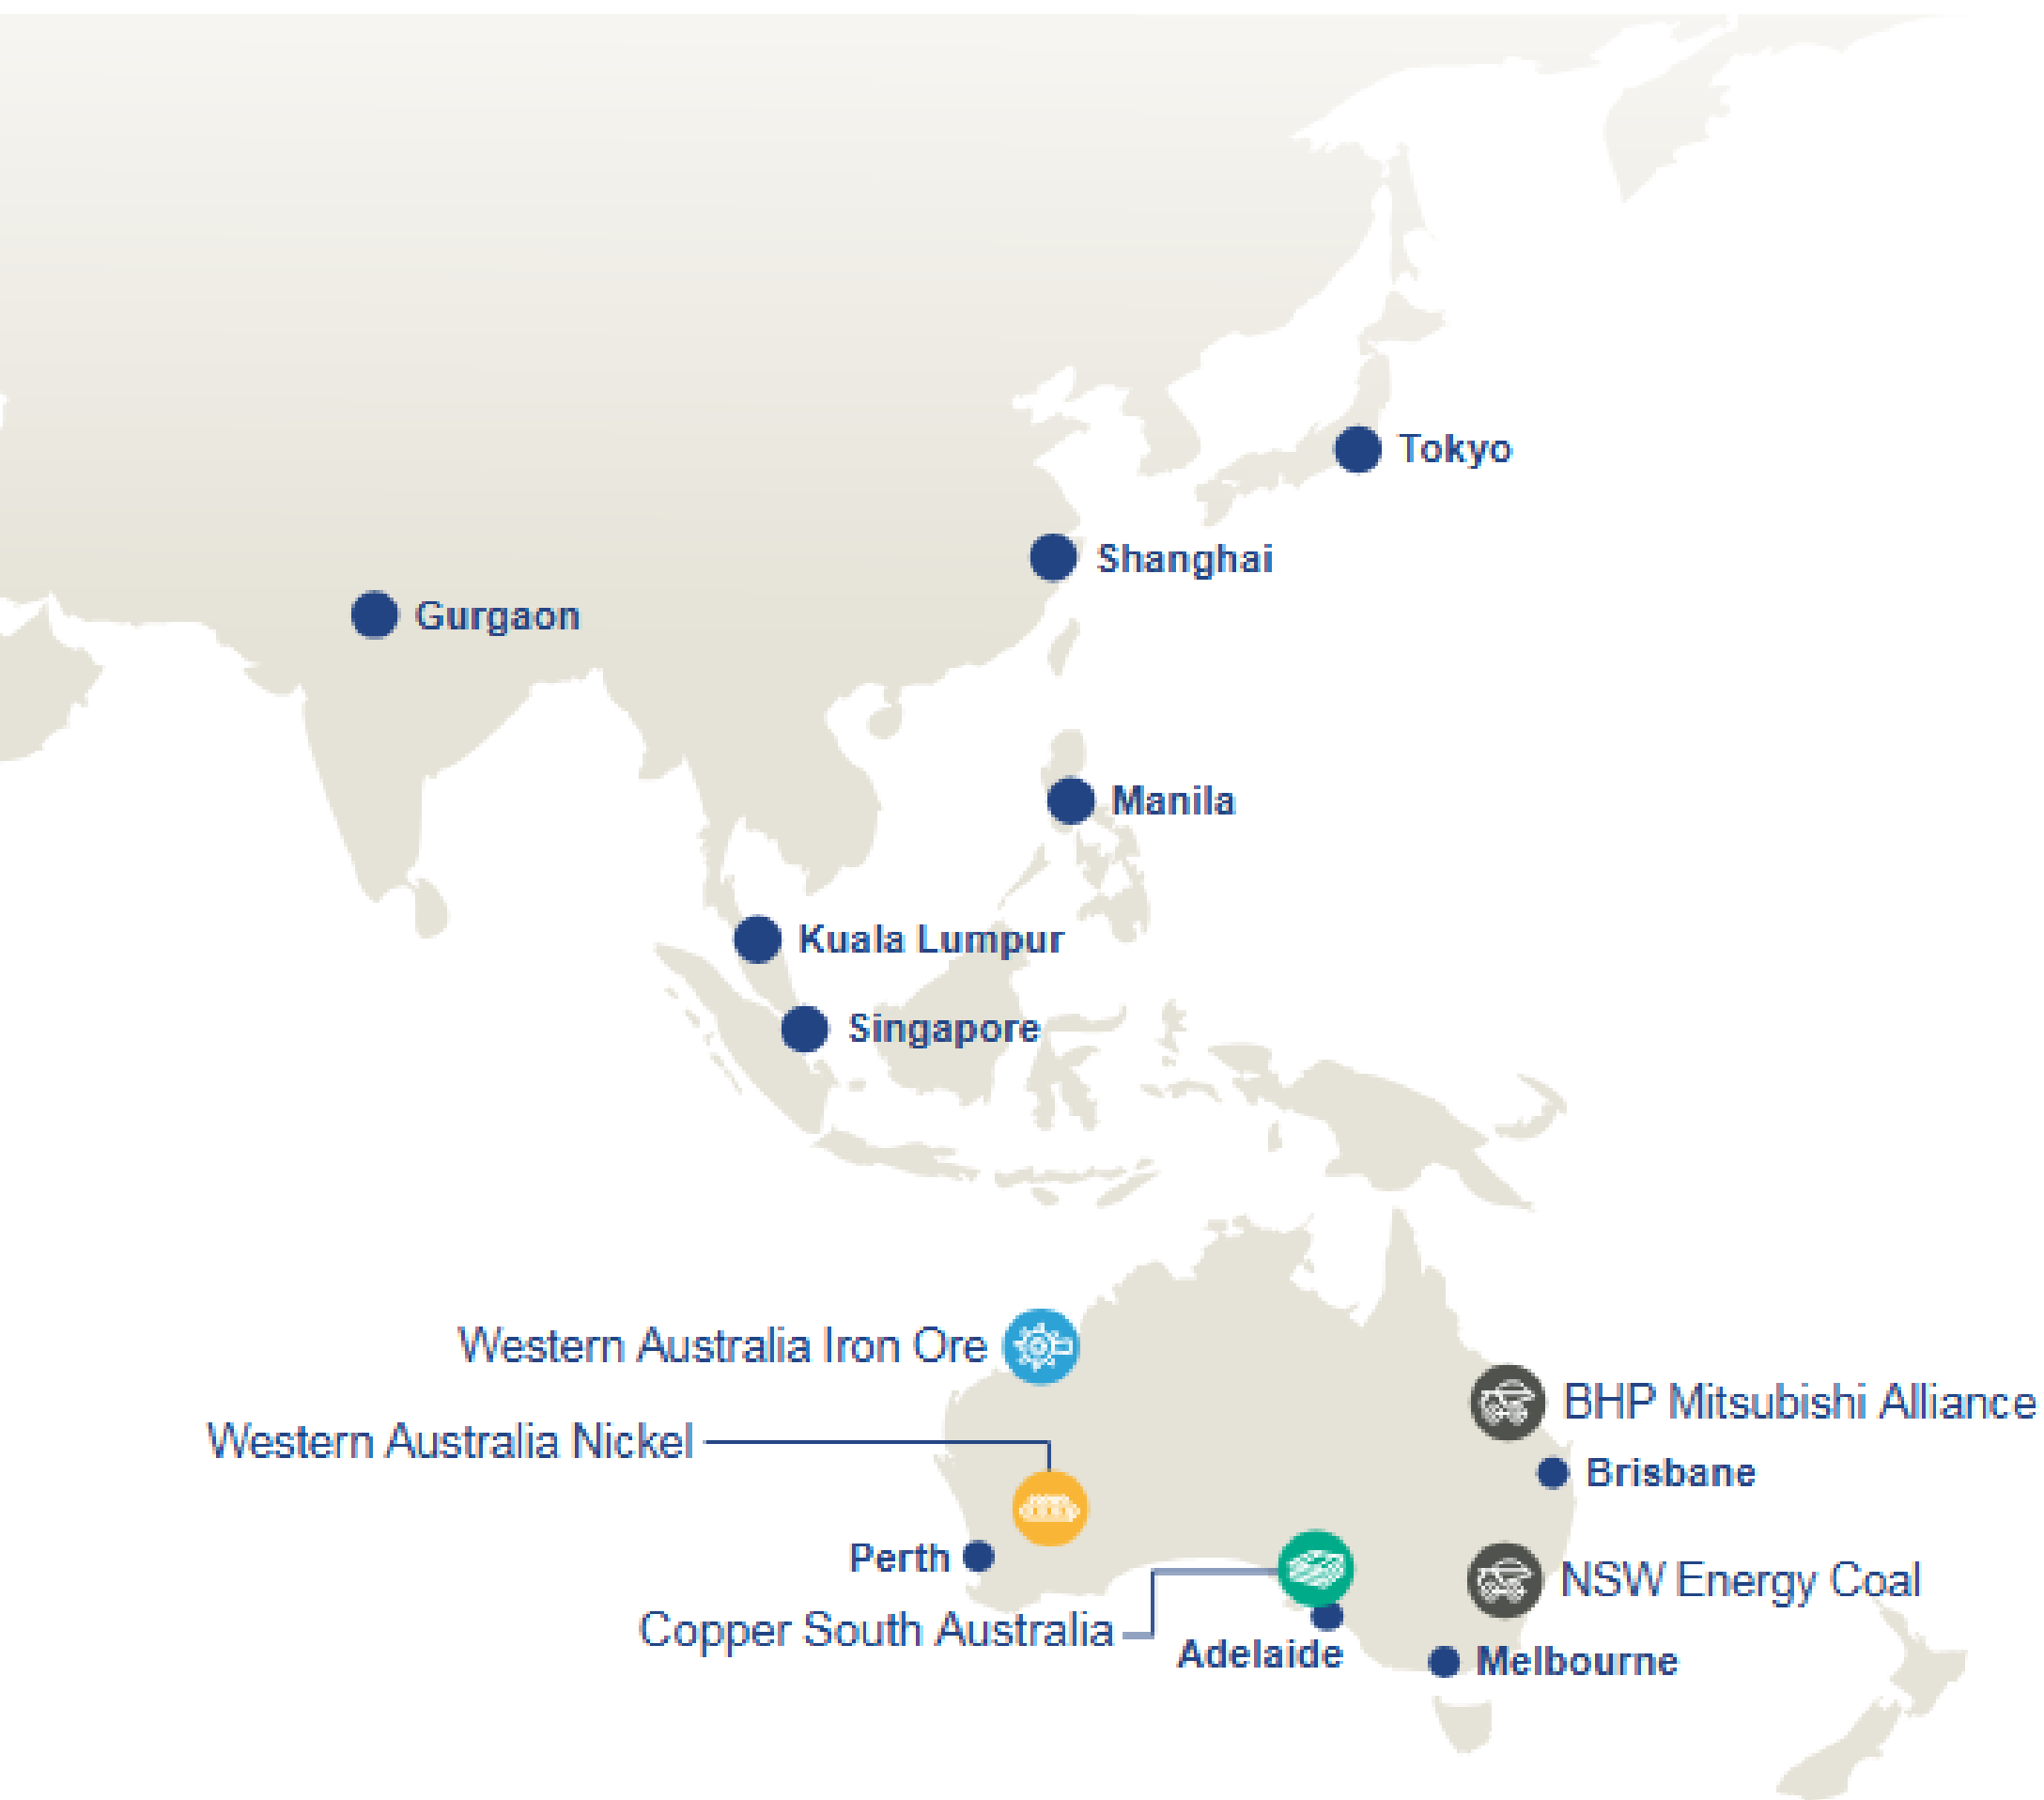 Tokyo
Shanghai
Gurgaon
Manila
Kuala Lumpur
Singapore
Western Australia Iron Ore
BHP Mitsubishi Alliance
Western Australia Nickel
Brisbane
Perth
NSW Energy Coal
Copper South Australia
Adelaide
Melbourne